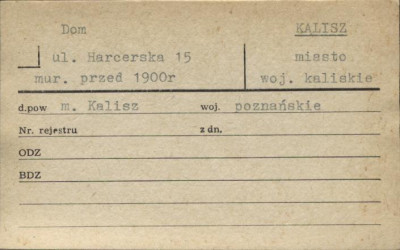 Dom KALISZ
ul. Harcerska 15 miasto
mur. przed 1900r woj. kaliskie
d.pow m. Kalisz woj. poznańskie
Nr. rejestru z dn.
ODZ
BDZ